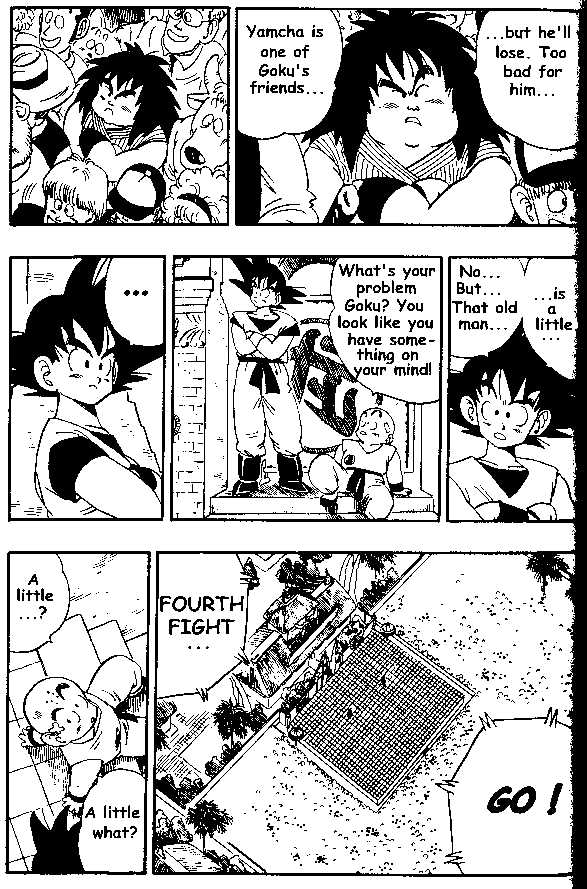 Yamcha is
one of
Goku's
friends...
...but he'll
lose. Too
bad for
him...
...
What's your
problem
Goku? You
look like you
have some-
thing on
your mind!
No...
But...
That old
man...
...is
a
little
...
A
little
...?
A little
what?
FOURTH
FIGHT
...
GO!